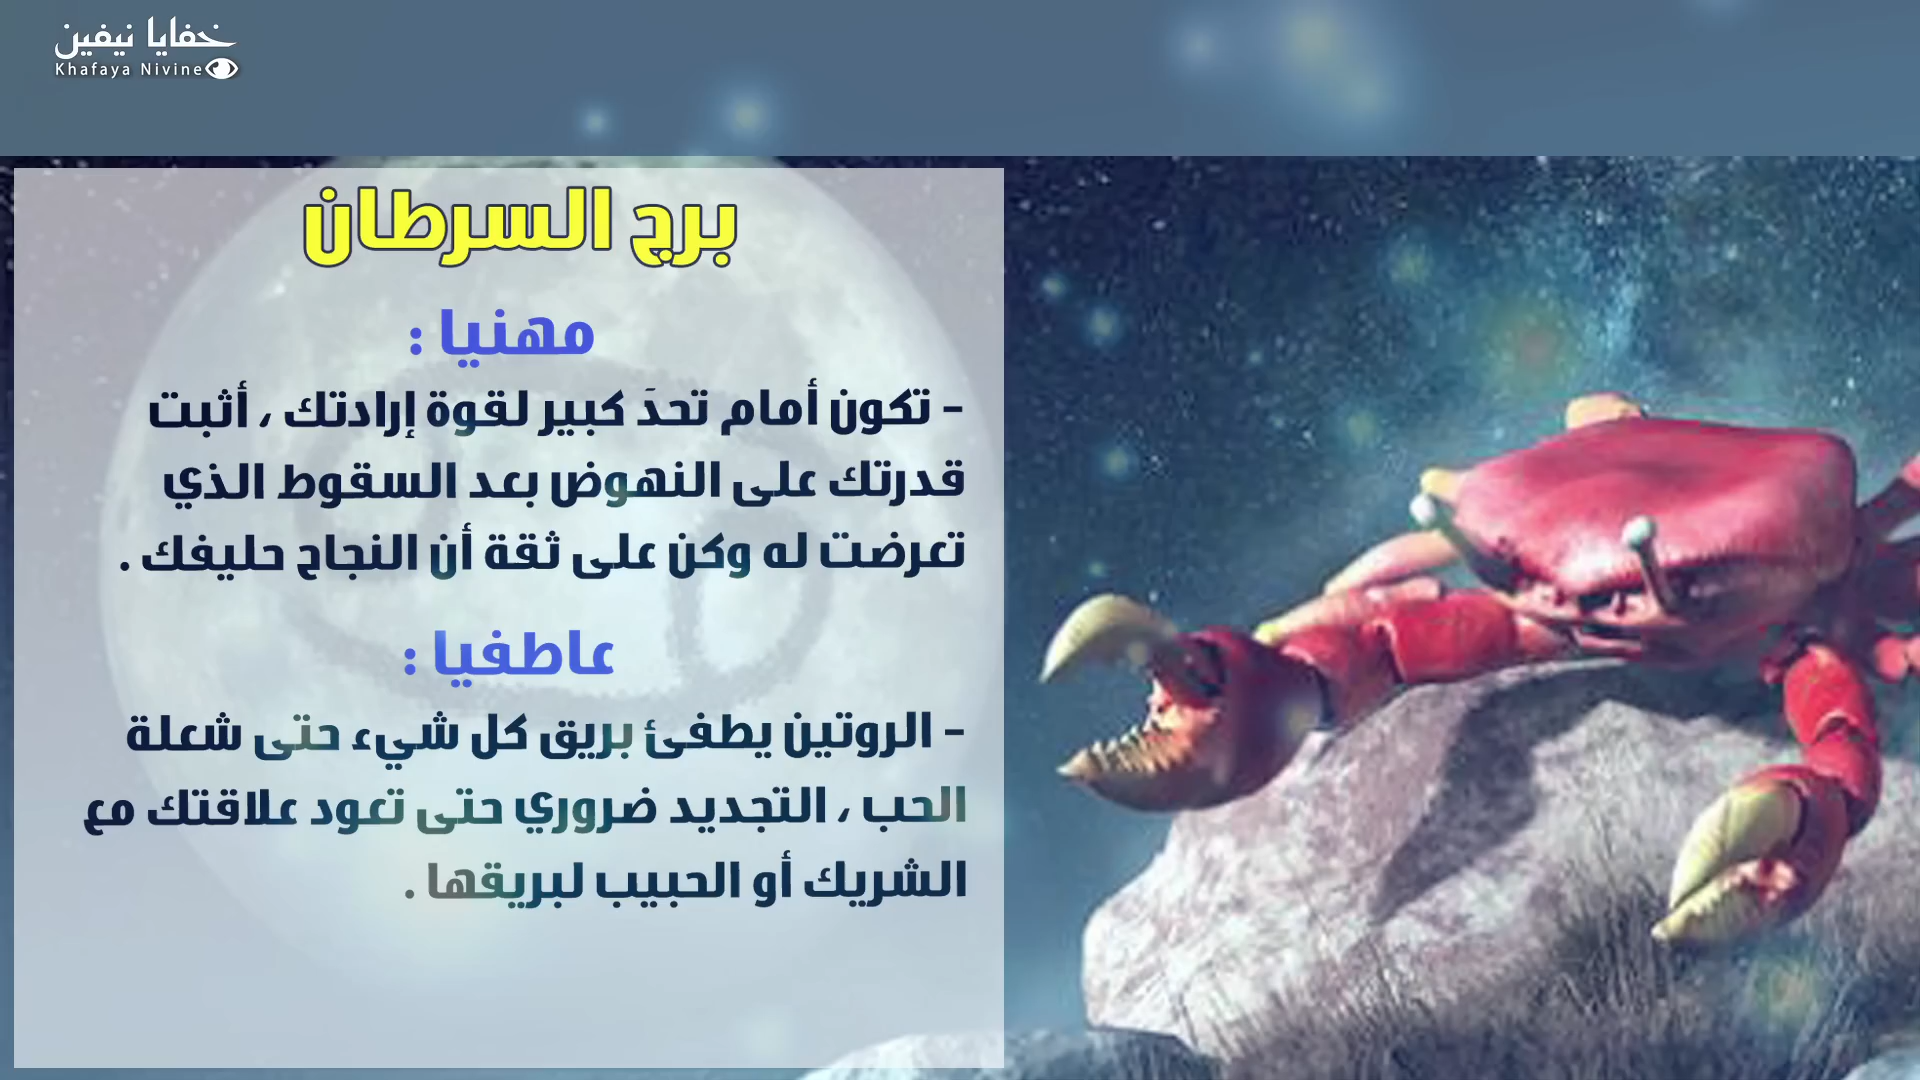 خفايا نيفين
Khafaya Nivine
برج السرطان
مهنيا :
- تكون أمام تحدَ كبير لقوة إرادتك ، أثبت
قدرتك على النهوض بعد السقوط الذي
تعرضت له وكن على ثقة أن النجاح حليفك .
عاطفيا :
- الروتين يطفئ بريق كل شيء حتى شعلة
الحب ، التجديد ضروري حتى تعود علاقتك مع
الشريك أو الحبيب لبريقها .